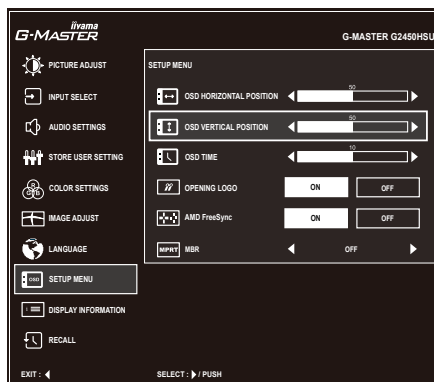 iiyama
G-MASTER
G-MASTER G2450HSU
PICTURE ADJUST
INPUT SELECT
AUDIO SETTINGS
STORE USER SETTING
COLOR SETTINGS
R
G B
IMAGE ADJUST
LANGUAGE
OSD SETUP MENU
i DISPLAY INFORMATION
RECALL
SETUP MENU
50
OSD HORIZONTAL POSITION
50
OSD VERTICAL POSITION
10
OSD TIME
OPENING LOGO ON OFF
AMD FreeSync ON OFF
MPRT MBR OFF
EXIT : SELECT : / PUSH